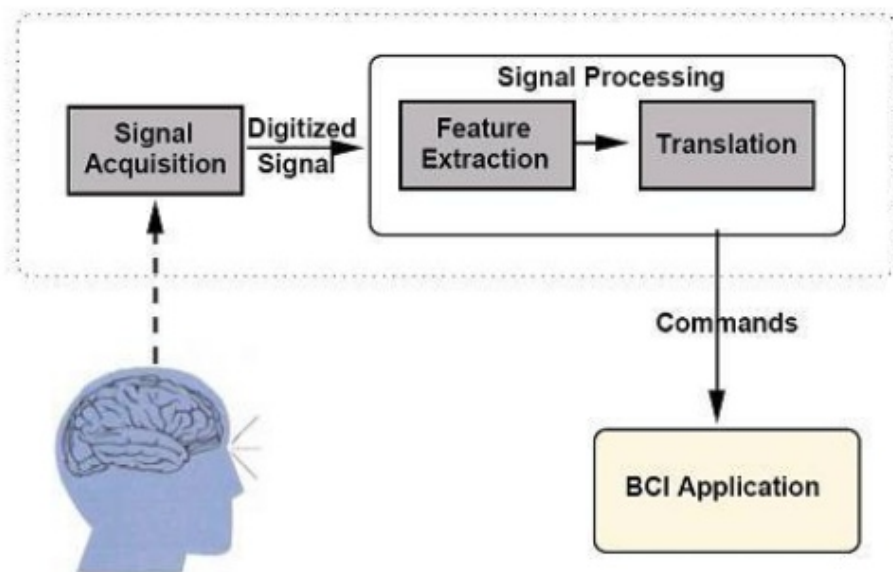 Signal Processing
Signal
Acquisition
Digitized
Signal
Feature
Extraction
Translation
Commands
BCI Application